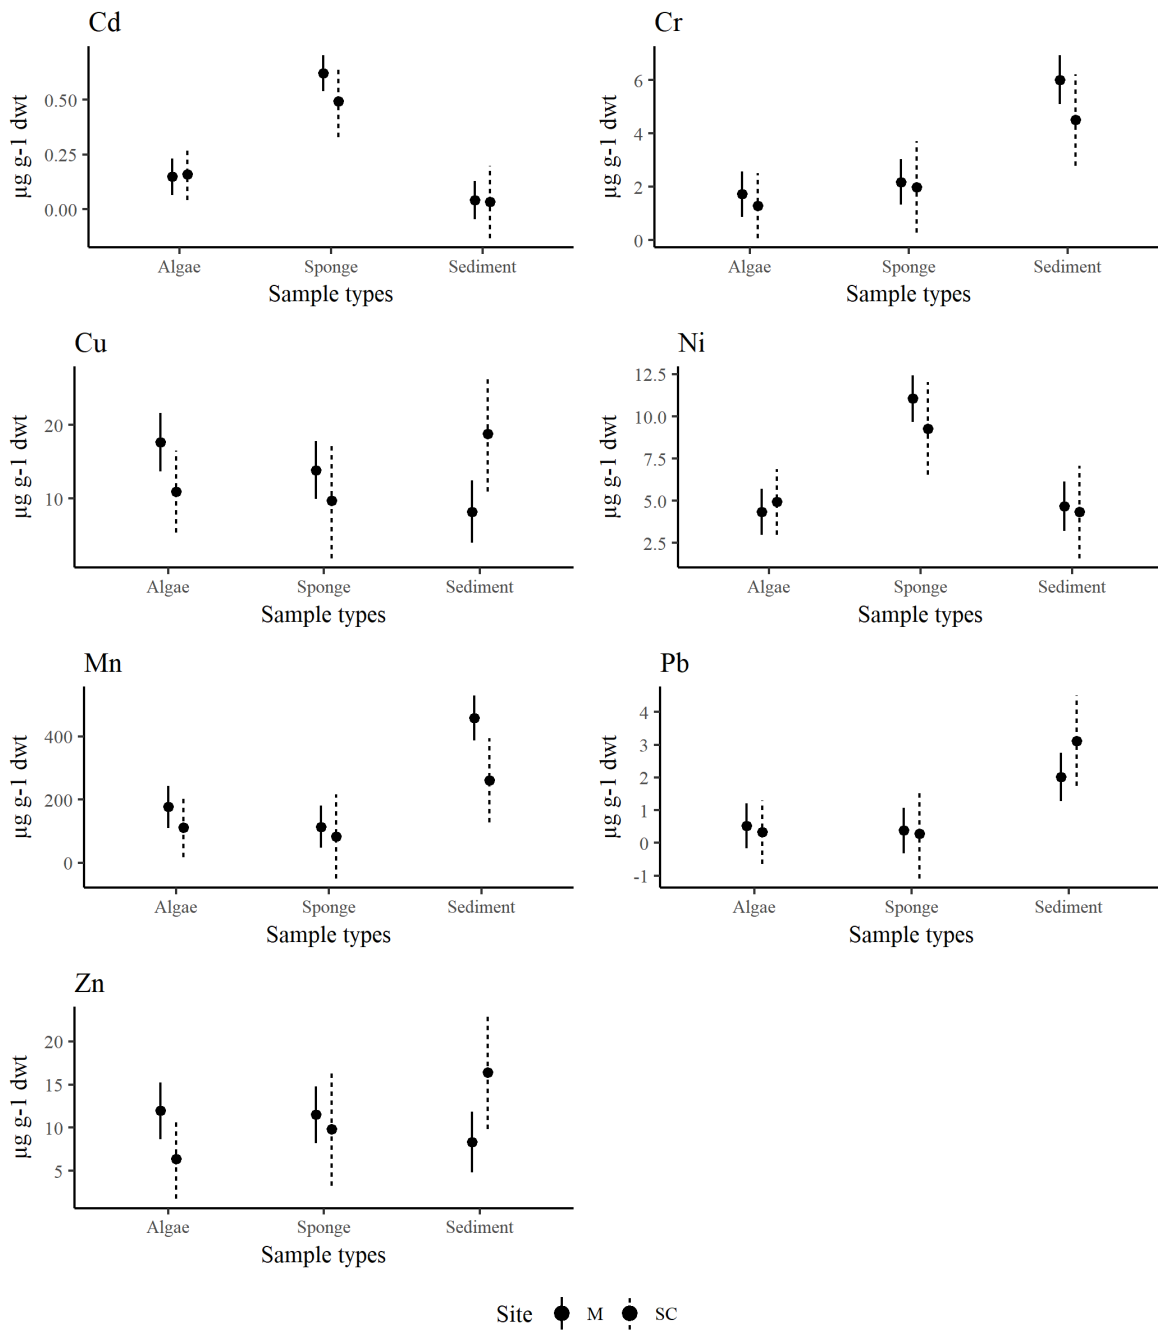 Cd
µg g-1 dwt
0.50
0.25
0.00
Algae Sponge Sediment
Sample types
Cr
µg g-1 dwt
6
4
2
0
Algae Sponge Sediment
Sample types
Cu
µg g-1 dwt
20
10
Algae Sponge Sediment
Sample types
Ni
µg g-1 dwt
12.5
10.0
7.5
5.0
2.5
Algae Sponge Sediment
Sample types
Mn
µg g-1 dwt
400
200
0
Algae Sponge Sediment
Sample types
Pb
µg g-1 dwt
4
3
2
1
0
-1
Algae Sponge Sediment
Sample types
Zn
µg g-1 dwt
20
15
10
5
Algae Sponge Sediment
Sample types
Site M SC